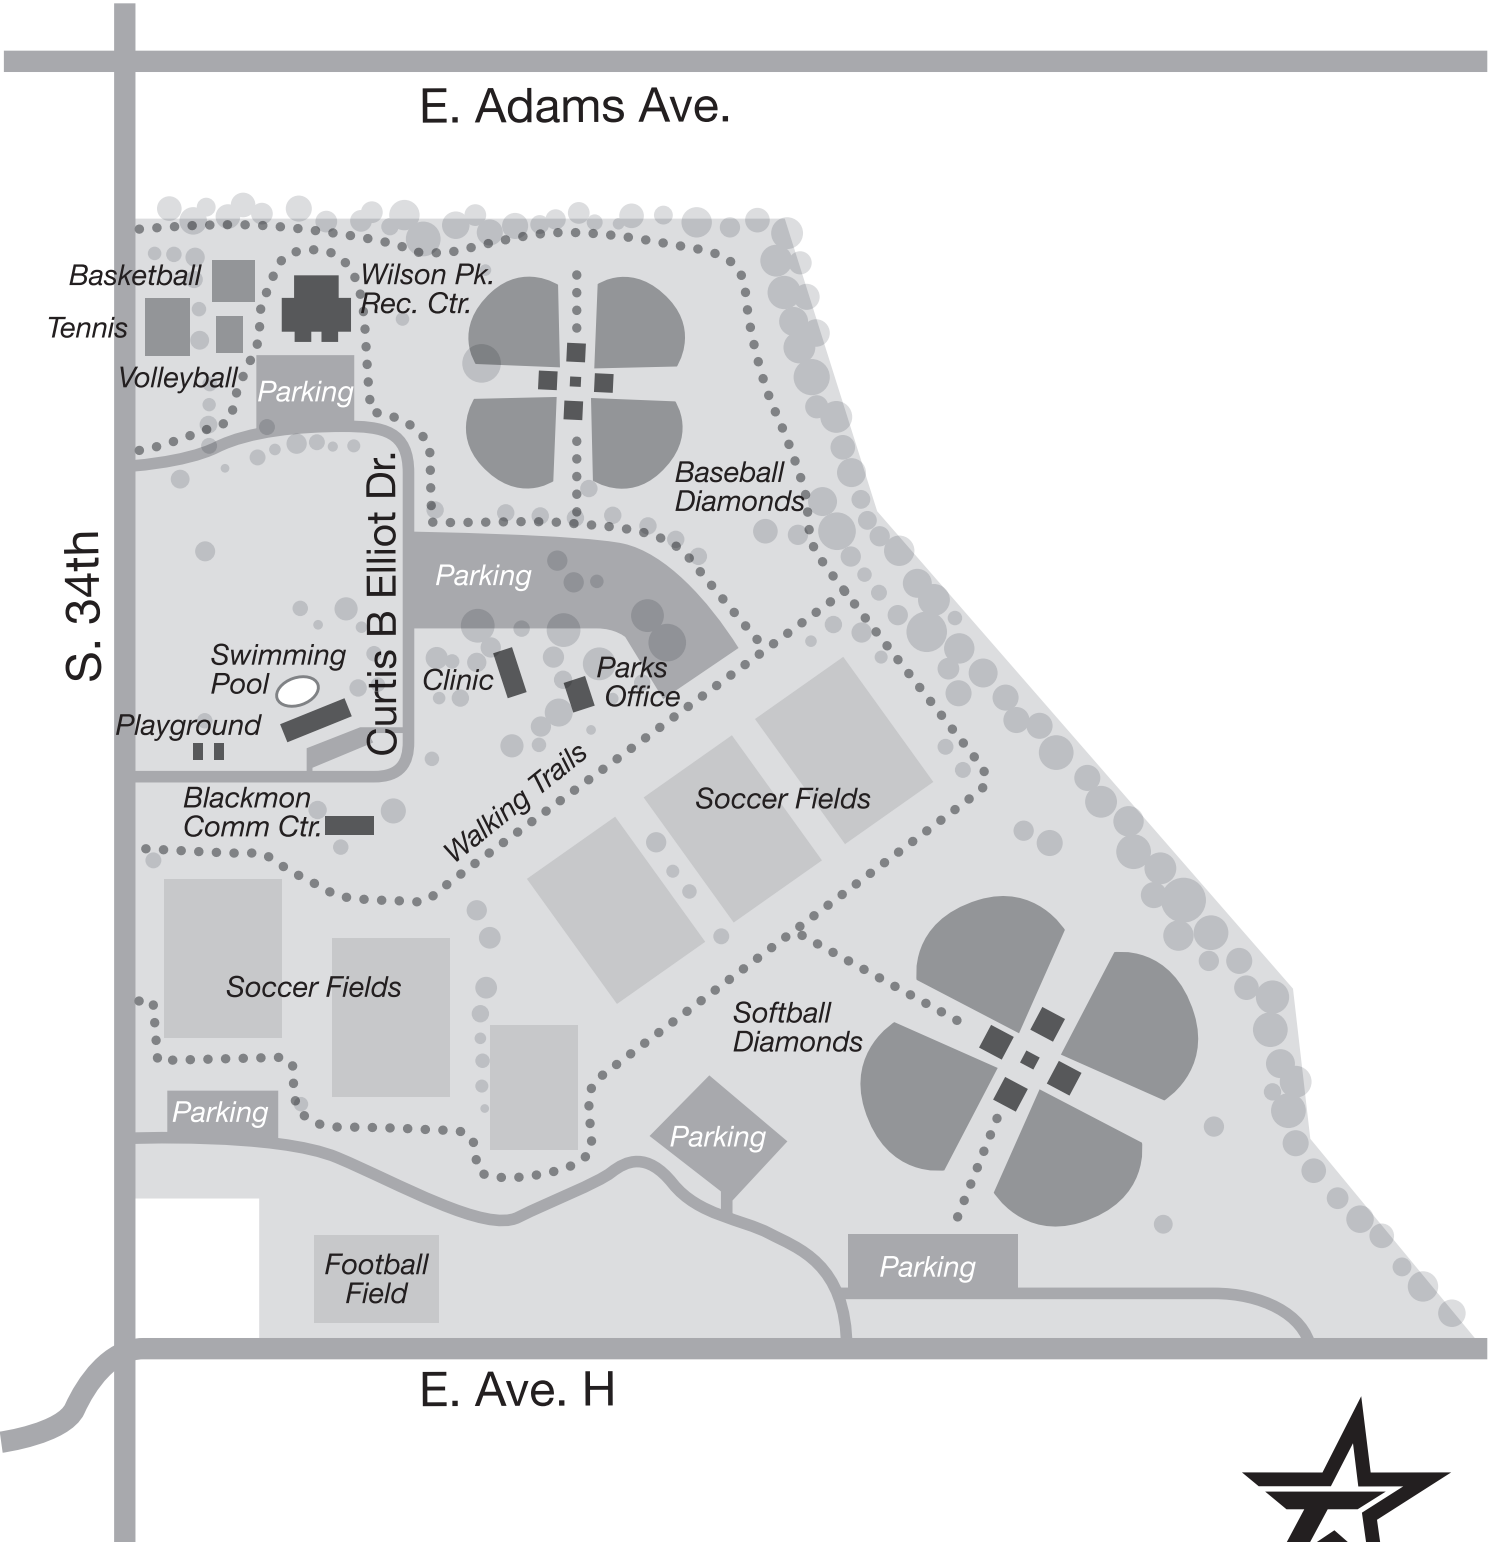 E. Adams Ave.
Basketball
Wilson Pk.
Rec. Ctr.
Tennis
Volleyball
Parking
Baseball
Diamonds
Curtis B Elliot Dr.
S. 34th
Parking
Swimming
Pool
Clinic
Parks
Office
Playground
Walking Trails
Blackmon
Comm Ctr.
Soccer Fields
Soccer Fields
Softball
Diamonds
Parking
Parking
Football
Field
Parking
E. Ave. H